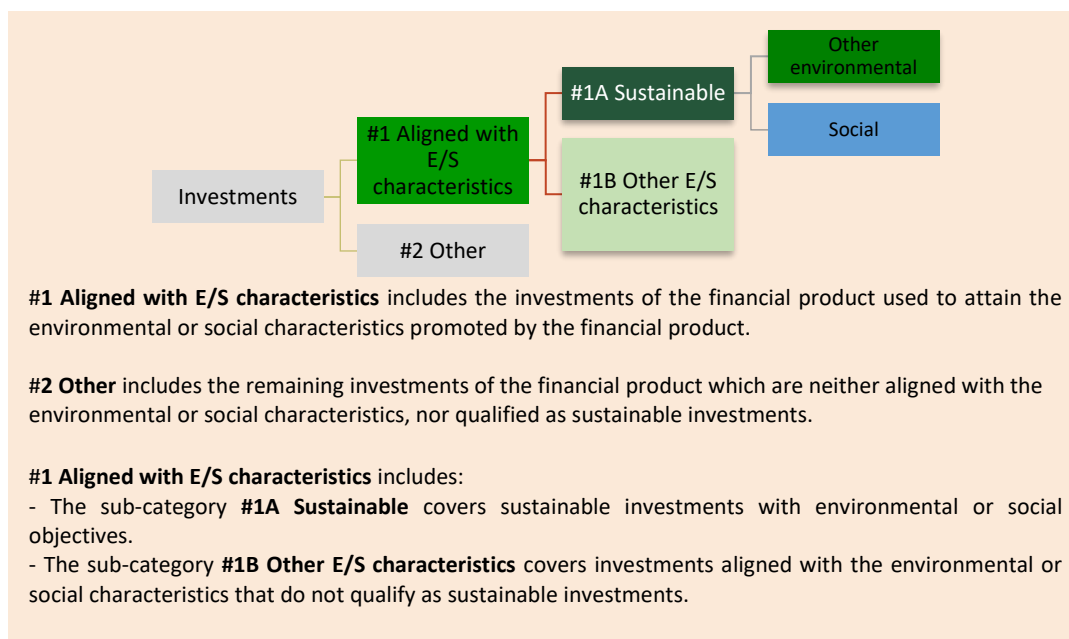 Other
environmental
#1A Sustainable
#1 Aligned with
E/S
characteristics
Social
#1B Other E/S
characteristics
Investments
#2 Other
#1 Aligned with E/S characteristics includes the investments of the financial product used to attain the
environmental or social characteristics promoted by the financial product.
#2 Other includes the remaining investments of the financial product which are neither aligned with the
environmental or social characteristics, nor qualified as sustainable investments.
#1 Aligned with E/S characteristics includes:
- The sub-category #1A Sustainable covers sustainable investments with environmental or social
objectives.
- The sub-category #1B Other E/S characteristics covers investments aligned with the environmental or
social characteristics that do not qualify as sustainable investments.